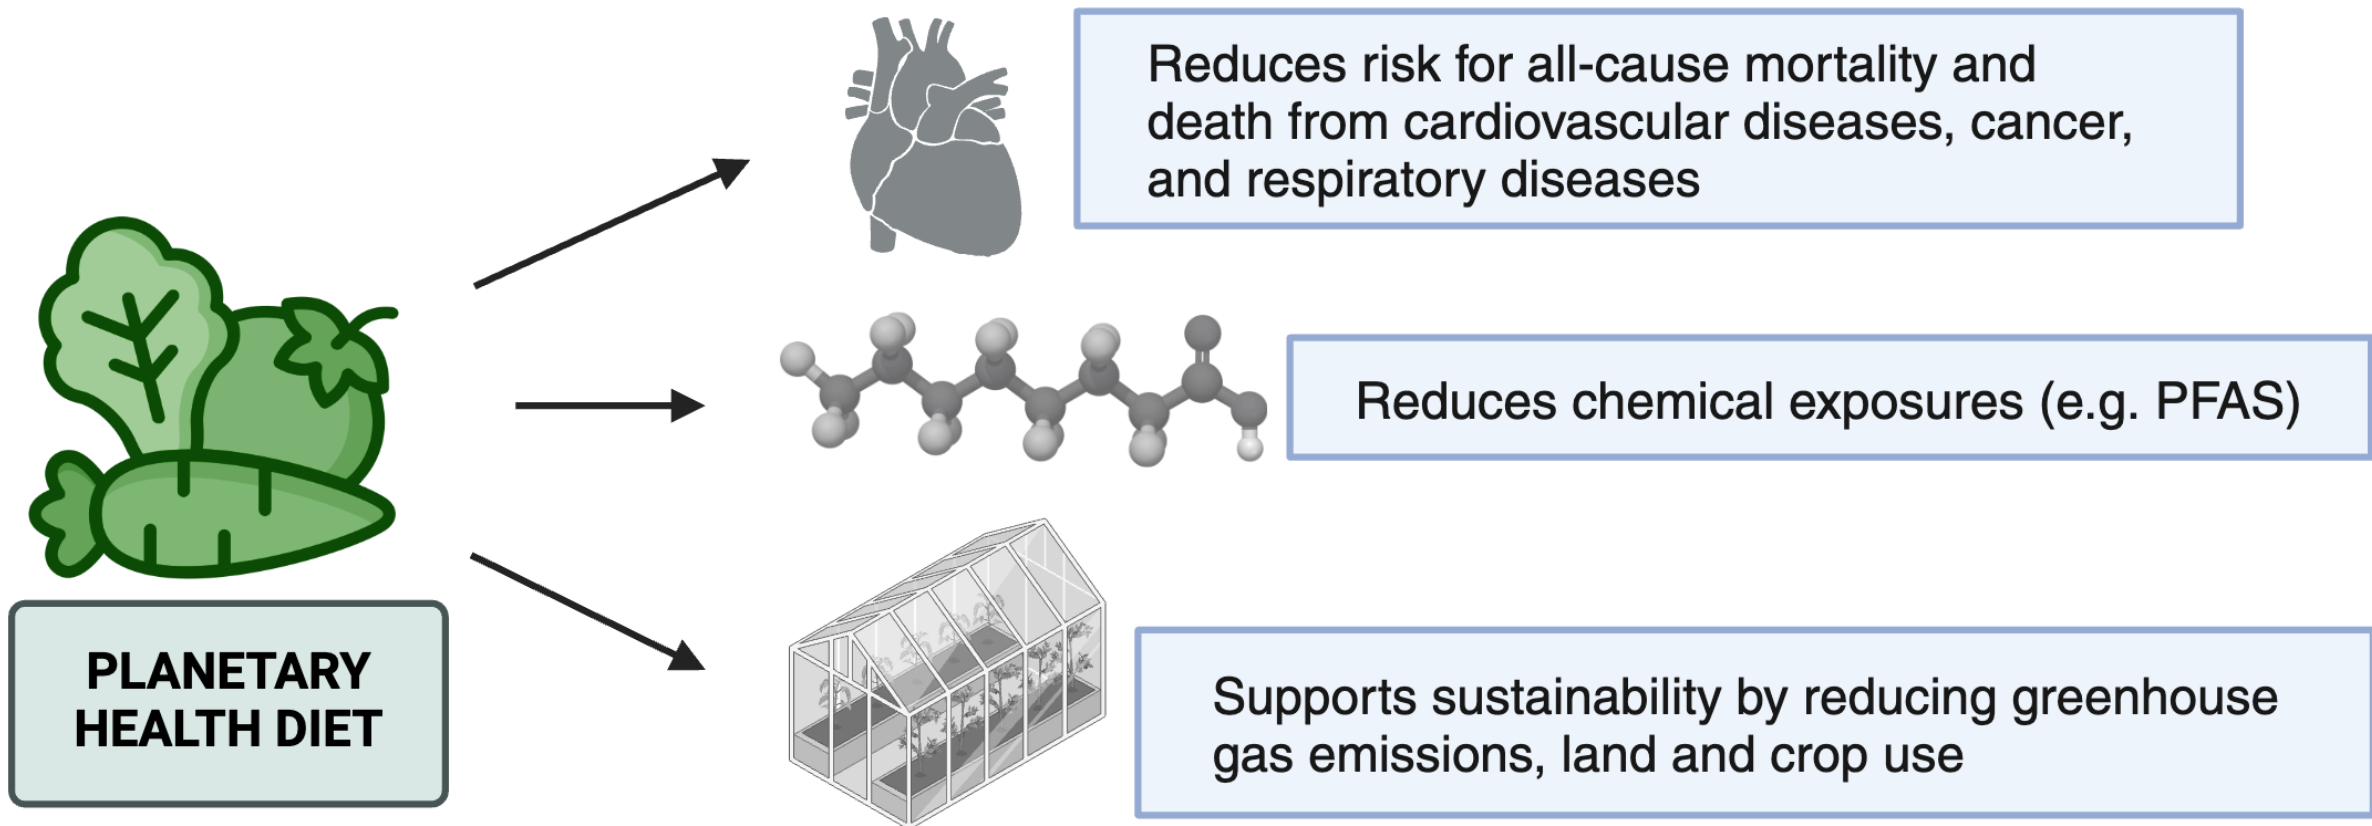 Reduces risk for all-cause mortality and
death from cardiovascular diseases, cancer,
and respiratory diseases
Reduces chemical exposures (e.g. PFAS)
PLANETARY
HEALTH DIET
Supports sustainability by reducing greenhouse
gas emissions, land and crop use